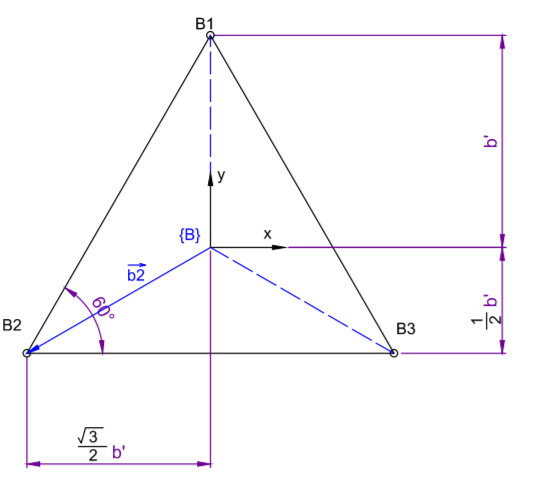 B1
b'
y
{B}
x
b2
60°
B2
B3
1/2 b'
√3/2 b'